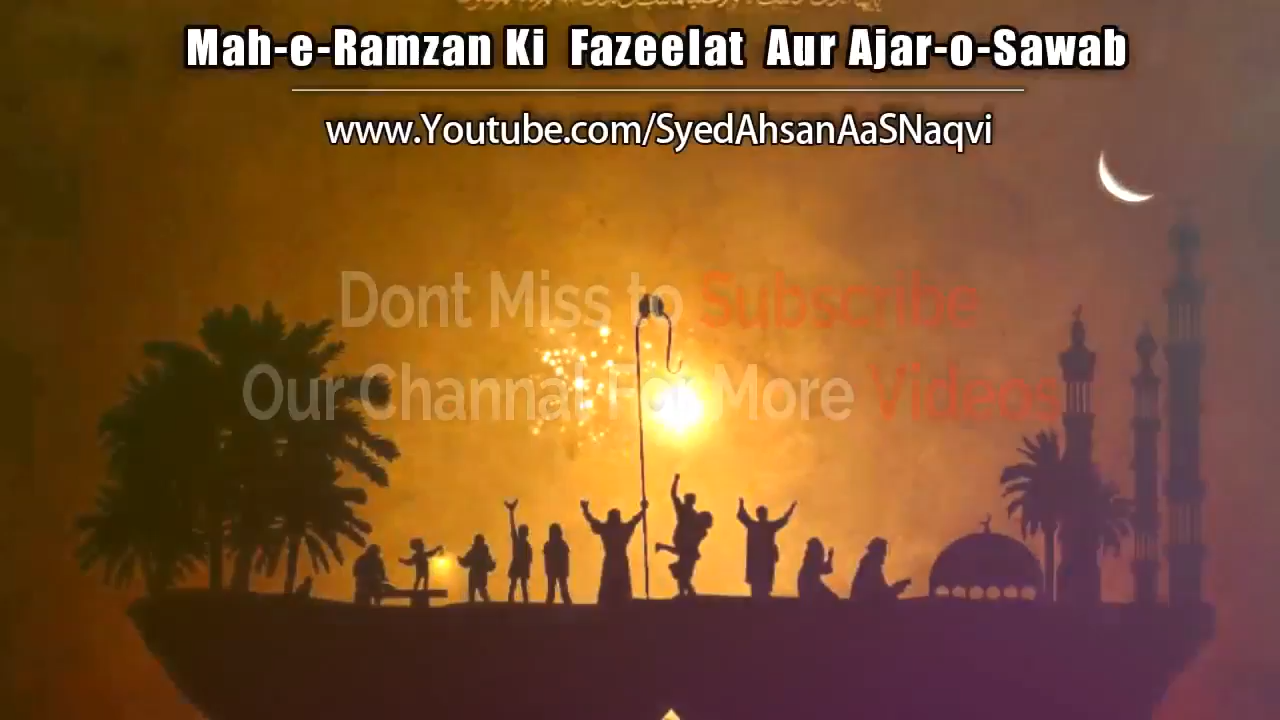 Mah-e-Ramzan Ki Fazeelat Aur Ajar-o-Sawab
www.Youtube.com/SyedAhsanAaSNaqvi
Dont Miss to Subscribe
Our Channal For More Videos